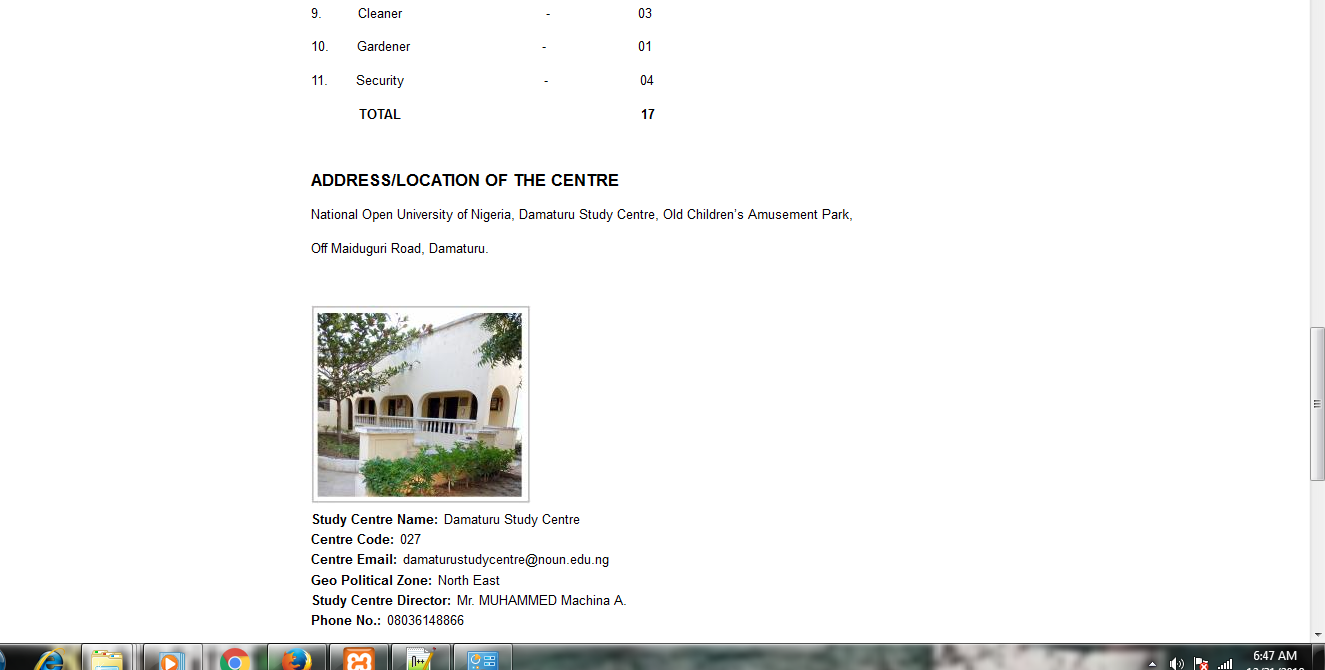 9. Cleaner - 03
10. Gardener - 01
11. Security - 04
TOTAL 17
ADDRESS/LOCATION OF THE CENTRE
National Open University of Nigeria, Damaturu Study Centre, Old Children’s Amusement Park,
Off Maiduguri Road, Damaturu.
Study Centre Name: Damaturu Study Centre
Centre Code: 027
Centre Email: damaturustudycentre@noun.edu.ng
Geo Political Zone: North East
Study Centre Director: Mr. MUHAMMED Machina A.
Phone No.: 08036148866
6:47 AM